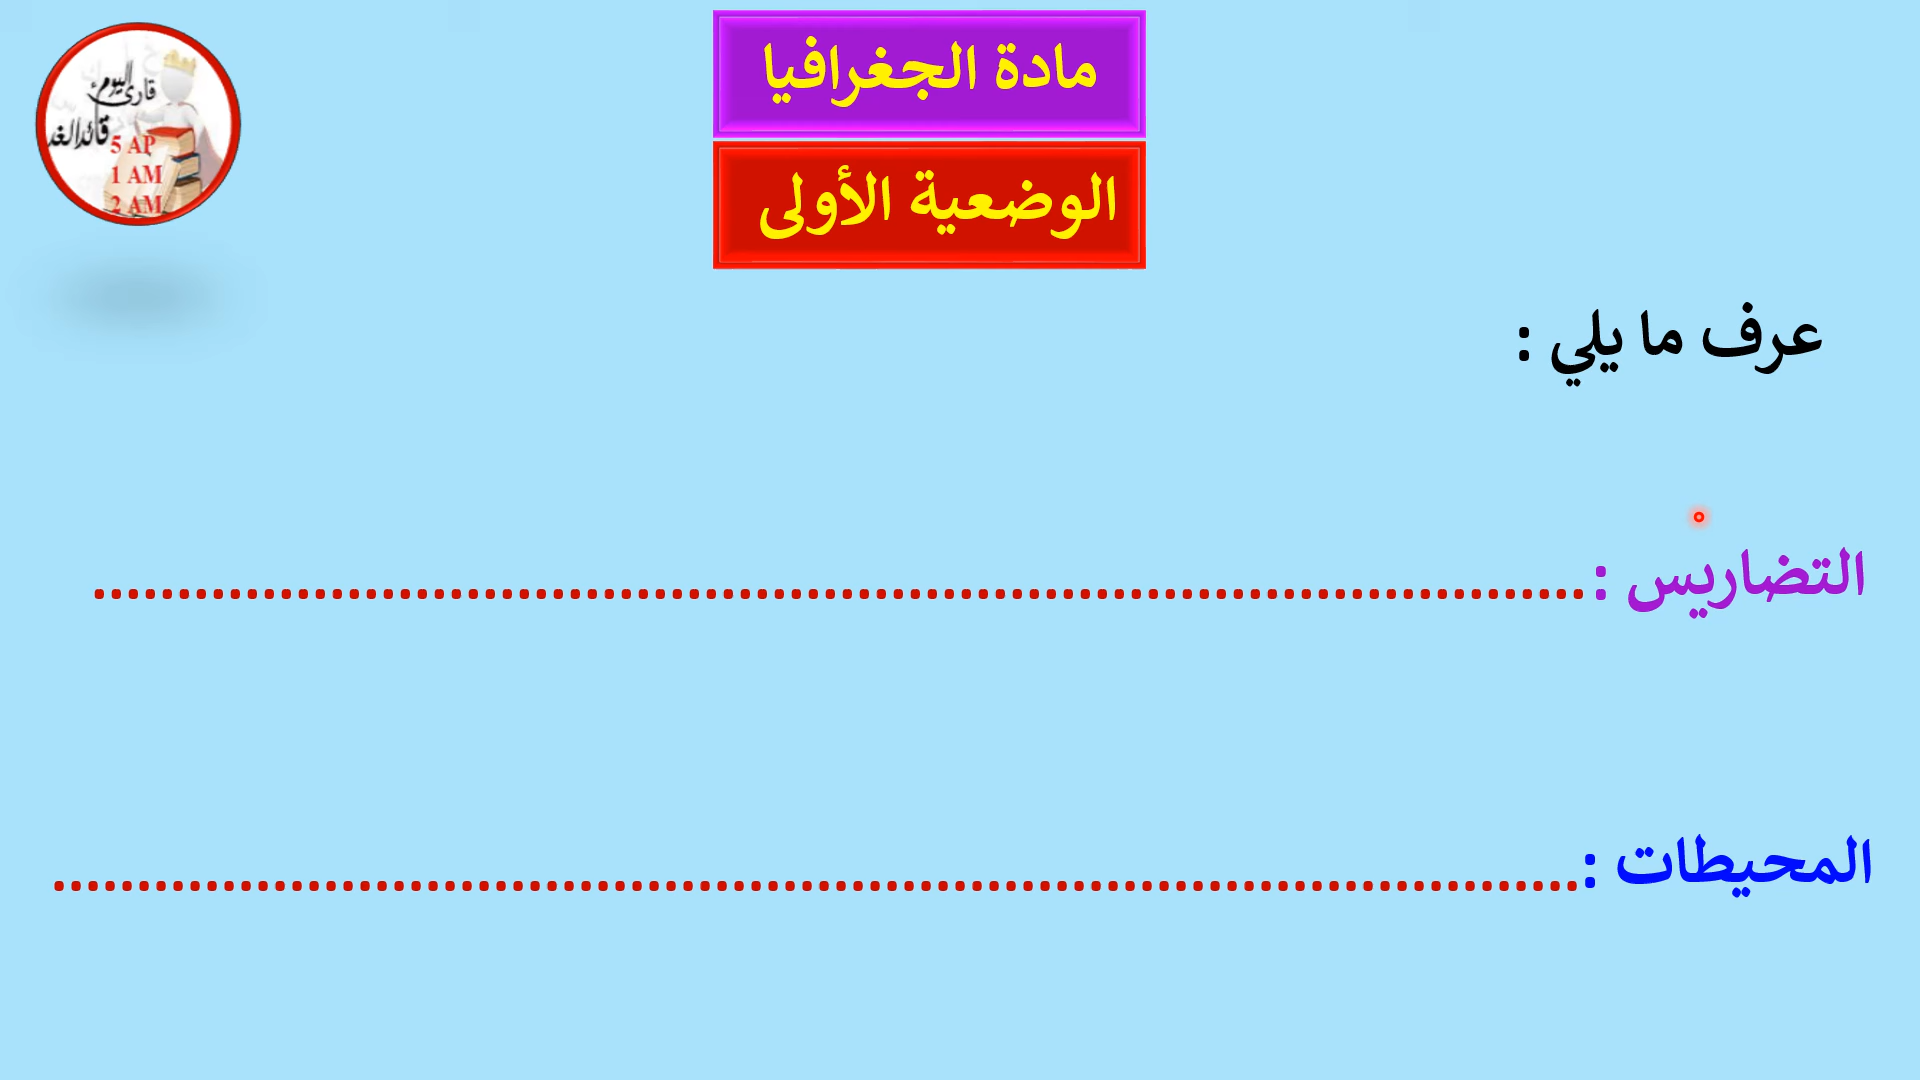 مادة الجغرافيا
الوضعية الأولى
قارئ اليوم
قائد الغد
5 AP
1 AM
2 AM
عرف ما يلي :
التضاريس :........................................................................................
المحيطات :..........................................................................................